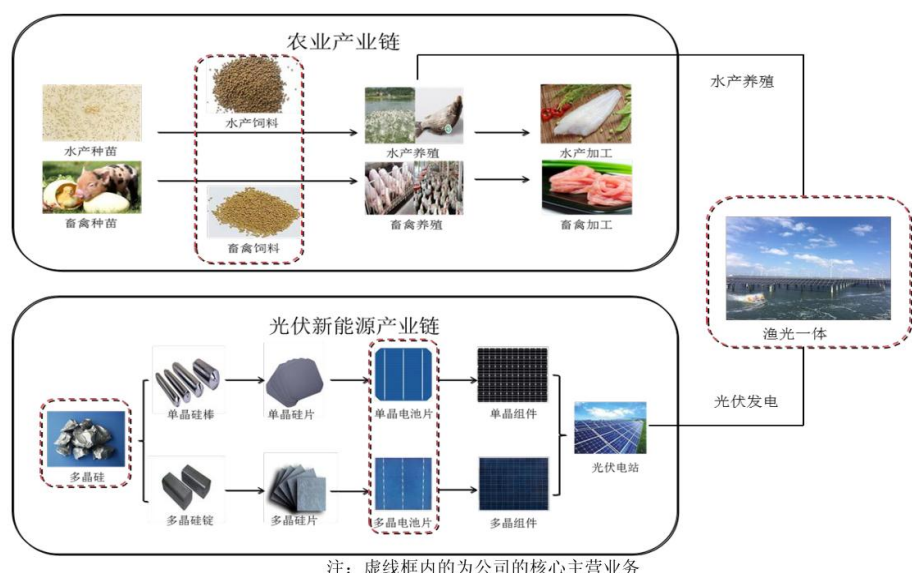 农业产业链
水产种苗
水产饲料
水产养殖
水产加工
畜禽种苗
畜禽饲料
畜禽养殖
畜禽加工
水产养殖
渔光一体
光伏发电
光伏新能源产业链
多晶硅
单晶硅棒
单晶硅片
单晶电池片
单晶组件
多晶硅锭
多晶硅片
多晶电池片
多晶组件
光伏电站
注：虚线框内的为公司的核心主营业务